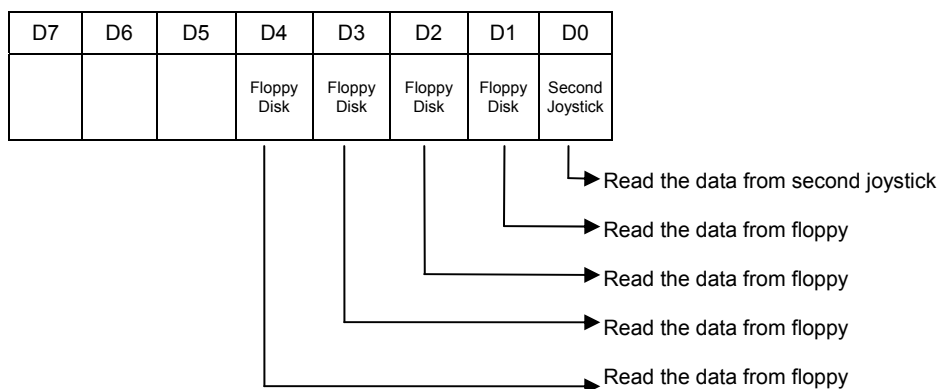 D7 D6 D5 D4 D3 D2 D1 D0
Floppy Disk Floppy Disk Floppy Disk Floppy Disk Second Joystick
Read the data from second joystick
Read the data from floppy
Read the data from floppy
Read the data from floppy
Read the data from floppy